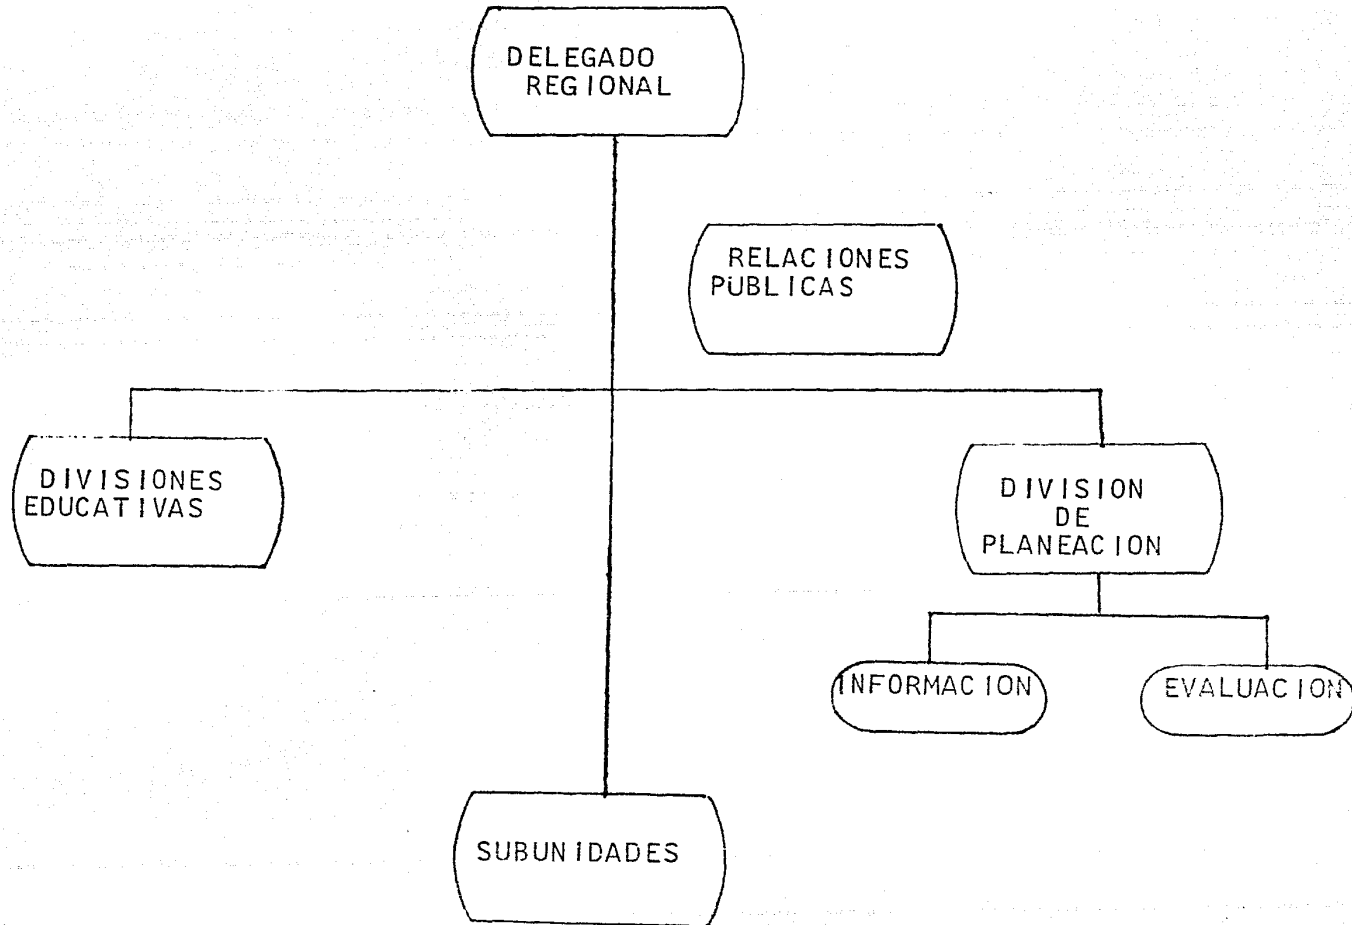 DELEGADO
REGIONAL
RELACIONES
PUBLICAS
DIVISIONES
EDUCATIVAS
DIVISION
DE
PLANEACION
INFORMACION
EVALUACION
SUBUNIDADES